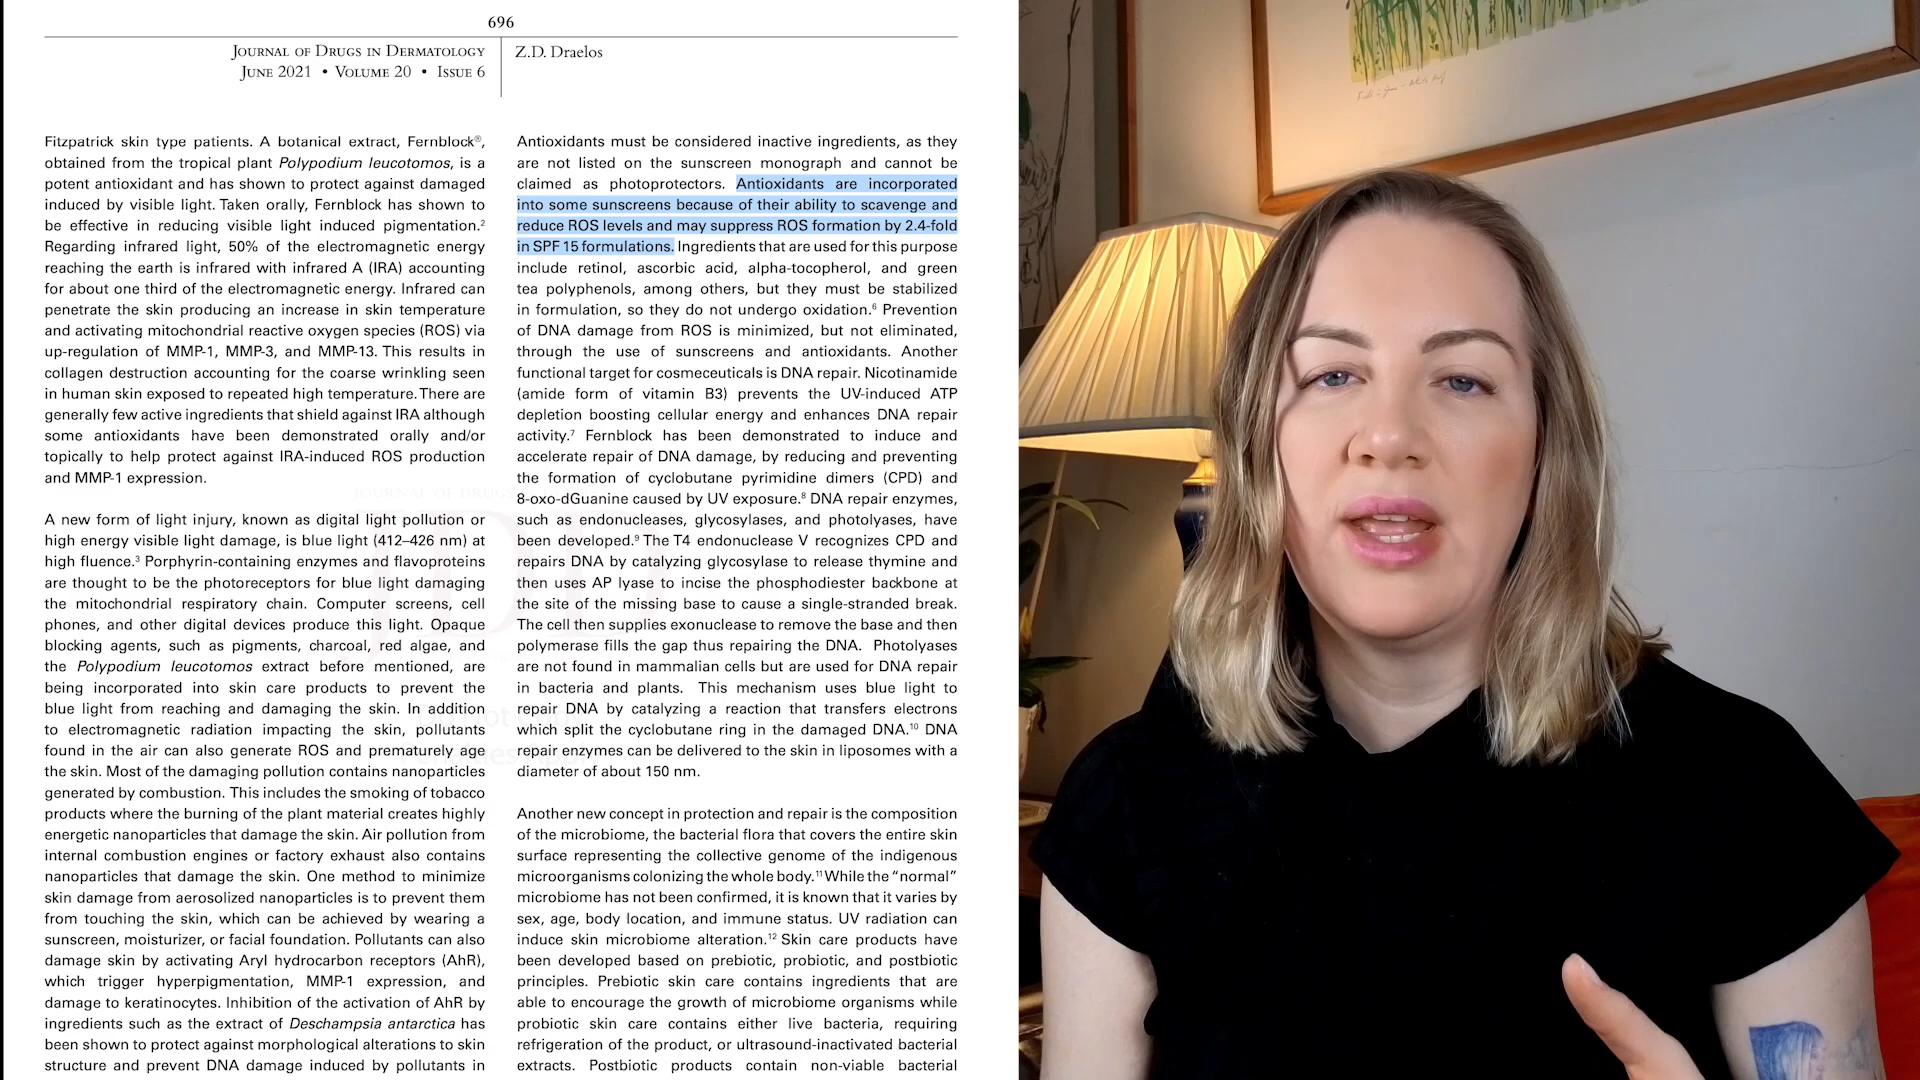 696
Journal of Drugs in Dermatology
June 2021 • Volume 20 • Issue 6
Z.D. Draelos
Fitzpatrick skin type patients. A botanical extract, Fernblock®,
obtained from the tropical plant Polypodium leucotomos, is a
potent antioxidant and has shown to protect against damaged
induced by visible light. Taken orally, Fernblock has shown to
be effective in reducing visible light induced pigmentation.²
Regarding infrared light, 50% of the electromagnetic energy
reaching the earth is infrared with infrared A (IRA) accounting
for about one third of the electromagnetic energy. Infrared can
penetrate the skin producing an increase in skin temperature
and activating mitochondrial reactive oxygen species (ROS) via
up-regulation of MMP-1, MMP-3, and MMP-13. This results in
collagen destruction accounting for the coarse wrinkling seen
in human skin exposed to repeated high temperature. There are
generally few active ingredients that shield against IRA although
some antioxidants have been demonstrated orally and/or
topically to help protect against IRA-induced ROS production
and MMP-1 expression.
A new form of light injury, known as digital light pollution or
high energy visible light damage, is blue light (412–426 nm) at
high fluence.³ Porphyrin-containing enzymes and flavoproteins
are thought to be the photoreceptors for blue light damaging
the mitochondrial respiratory chain. Computer screens, cell
phones, and other digital devices produce this light. Opaque
blocking agents, such as pigments, charcoal, red algae, and
the Polypodium leucotomos extract before mentioned, are
being incorporated into skin care products to prevent the
blue light from reaching and damaging the skin. In addition
to electromagnetic radiation impacting the skin, pollutants
found in the air can also generate ROS and prematurely age
the skin. Most of the damaging pollution contains nanoparticles
generated by combustion. This includes the smoking of tobacco
products where the burning of the plant material creates highly
energetic nanoparticles that damage the skin. Air pollution from
internal combustion engines or factory exhaust also contains
nanoparticles that damage the skin. One method to minimize
skin damage from aerosolized nanoparticles is to prevent them
from touching the skin, which can be achieved by wearing a
sunscreen, moisturizer, or facial foundation. Pollutants can also
damage skin by activating Aryl hydrocarbon receptors (AhR),
which trigger hyperpigmentation, MMP-1 expression, and
damage to keratinocytes. Inhibition of the activation of AhR by
ingredients such as the extract of Deschampsia antarctica has
been shown to protect against morphological alterations to skin
structure and prevent DNA damage induced by pollutants in
Antioxidants must be considered inactive ingredients, as they
are not listed on the sunscreen monograph and cannot be
claimed as photoprotectors. Antioxidants are incorporated
into some sunscreens because of their ability to scavenge and
reduce ROS levels and may suppress ROS formation by 2.4-fold
in SPF 15 formulations. Ingredients that are used for this purpose
include retinol, ascorbic acid, alpha-tocopherol, and green
tea polyphenols, among others, but they must be stabilized
in formulation, so they do not undergo oxidation.⁶ Prevention
of DNA damage from ROS is minimized, but not eliminated,
through the use of sunscreens and antioxidants. Another
functional target for cosmeceuticals is DNA repair. Nicotinamide
(amide form of vitamin B3) prevents the UV-induced ATP
depletion boosting cellular energy and enhances DNA repair
activity.⁷ Fernblock has been demonstrated to induce and
accelerate repair of DNA damage, by reducing and preventing
the formation of cyclobutane pyrimidine dimers (CPD) and
8-oxo-dGuanine caused by UV exposure.⁸ DNA repair enzymes,
such as endonucleases, glycosylases, and photolyases, have
been developed.⁹ The T4 endonuclease V recognizes CPD and
repairs DNA by catalyzing glycosylase to release thymine and
then uses AP lyase to incise the phosphodiester backbone at
the site of the missing base to cause a single-stranded break.
The cell then supplies exonuclease to remove the base and then
polymerase fills the gap thus repairing the DNA. Photolyases
are not found in mammalian cells but are used for DNA repair
in bacteria and plants. This mechanism uses blue light to
repair DNA by catalyzing a reaction that transfers electrons
which split the cyclobutane ring in the damaged DNA.¹⁰ DNA
repair enzymes can be delivered to the skin in liposomes with a
diameter of about 150 nm.
Another new concept in protection and repair is the composition
of the microbiome, the bacterial flora that covers the entire skin
surface representing the collective genome of the indigenous
microorganisms colonizing the whole body.¹¹ While the “normal”
microbiome has not been confirmed, it is known that it varies by
sex, age, body location, and immune status. UV radiation can
induce skin microbiome alteration.¹² Skin care products have
been developed based on prebiotic, probiotic, and postbiotic
principles. Prebiotic skin care contains ingredients that are
able to encourage the growth of microbiome organisms while
probiotic skin care contains either live bacteria, requiring
refrigeration of the product, or ultrasound-inactivated bacterial
extracts. Postbiotic products contain non-viable bacterial